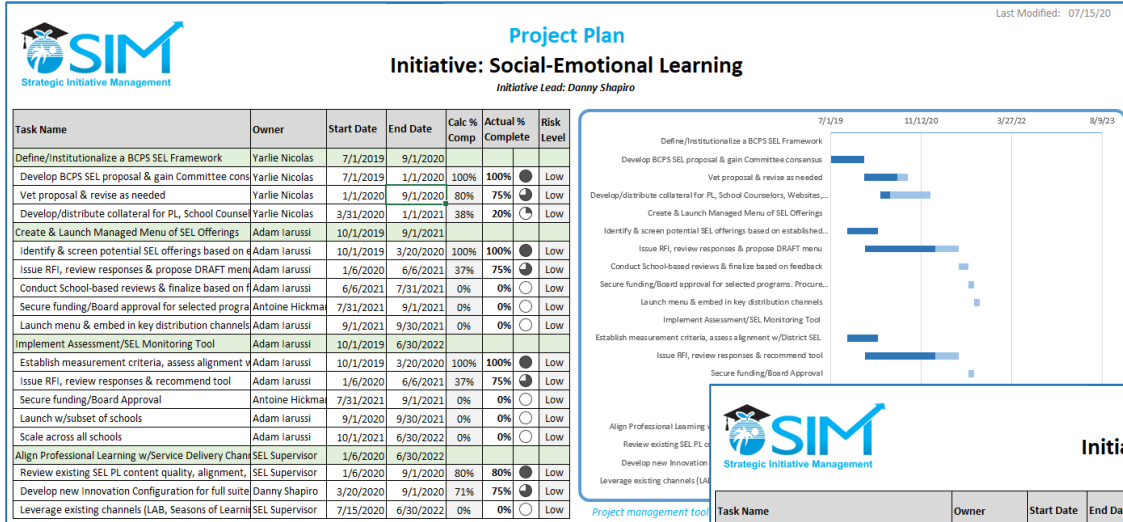 Last Modified: 07/15/20
SIM
Strategic Initiative Management
Project Plan
Initiative: Social-Emotional Learning
Initiative Lead: Danny Shapiro
Task Name Owner Start Date End Date Calc % Comp Actual % Complete Risk Level
Define/Institutionalize a BCPS SEL Framework Yarlie Nicolas 7/1/2019 9/1/2020
Develop BCPS SEL proposal & gain Committee cons Yarlie Nicolas 7/1/2019 1/1/2020 100% 100% Low
Vet proposal & revise as needed Yarlie Nicolas 1/1/2020 9/1/2020 80% 75% Low
Develop/distribute collateral for PL, School Counsel Yarlie Nicolas 3/31/2020 1/1/2021 38% 20% Low
Create & Launch Managed Menu of SEL Offerings Adam Iarussi 10/1/2019 9/1/2021
Identify & screen potential SEL offerings based on e Adam Iarussi 10/1/2019 3/20/2020 100% 100% Low
Issue RFI, review responses & propose DRAFT menu Adam Iarussi 1/6/2020 6/6/2021 37% 75% Low
Conduct School-based reviews & finalize based on f Adam Iarussi 6/6/2021 7/31/2021 0% 0% Low
Secure funding/Board approval for selected progra Antoine Hickma 7/31/2021 9/1/2021 0% 0% Low
Launch menu & embed in key distribution channels Adam Iarussi 9/1/2021 9/30/2021 0% 0% Low
Implement Assessment/SEL Monitoring Tool Adam Iarussi 10/1/2019 6/30/2022
Establish measurement criteria, assess alignment w Adam Iarussi 10/1/2019 3/20/2020 100% 100% Low
Issue RFI, review responses & recommend tool Adam Iarussi 1/6/2020 6/6/2021 37% 75% Low
Secure funding/Board Approval Antoine Hickma 7/31/2021 9/1/2021 0% 0% Low
Launch w/subset of schools Adam Iarussi 9/1/2020 9/30/2021 0% 0% Low
Scale across all schools Adam Iarussi 10/1/2021 6/30/2022 0% 0% Low
Align Professional Learning w/Service Delivery Chann SEL Supervisor 1/6/2020 6/30/2022
Review existing SEL PL content quality, alignment, SEL Supervisor 1/6/2020 9/1/2020 80% 80% Low
Develop new Innovation Configuration for full suite Danny Shapiro 3/20/2020 9/1/2020 71% 75% Low
Leverage existing channels (LAB, Seasons of Learnin SEL Supervisor 7/15/2020 6/30/2022 0% 0% Low
7/1/19 11/12/20 3/27/22 8/9/23
Define/Institutionalize a BCPS SEL Framework
Develop BCPS SEL proposal & gain Committee consensus
Vet proposal & revise as needed
Develop/distribute collateral for PL, School Counselors, Websites,...
Create & Launch Managed Menu of SEL Offerings
Identify & screen potential SEL offerings based on established...
Issue RFI, review responses & propose DRAFT menu
Conduct School-based reviews & finalize based on feedback
Secure funding/Board approval for selected programs. Procure...
Launch menu & embed in key distribution channels
Implement Assessment/SEL Monitoring Tool
Establish measurement criteria, assess alignment w/District SEL
Issue RFI, review responses & recommend tool
Secure funding/Board Approval
Align Professional Learning
Review existing SEL PL
Develop new Innovation
Leverage existing channels
Project management tool
SIM
Strategic Initiative Management
Task Name Owner Start Date